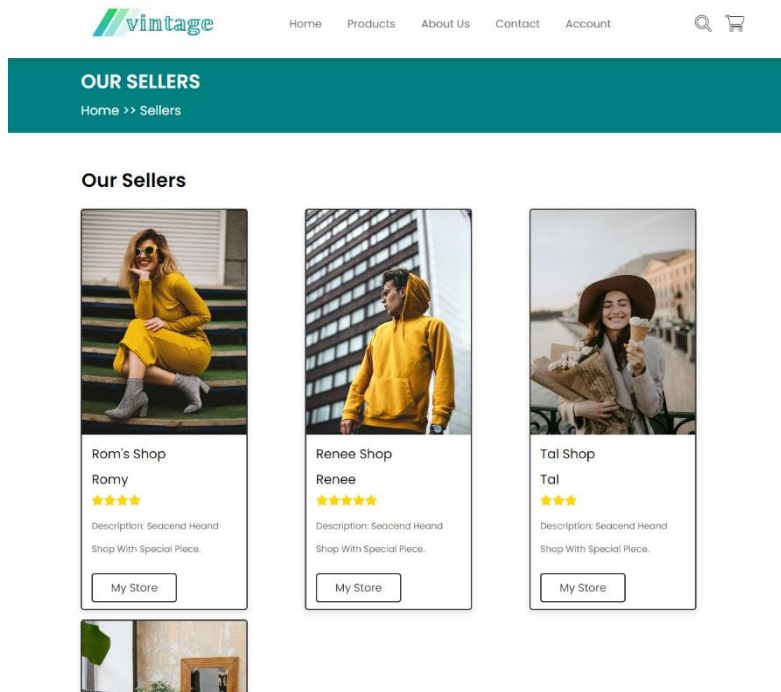 vintage
Home Products About Us Contact Account
OUR SELLERS
Home >> Sellers
Our Sellers
Rom's Shop
Romy
Description: Seacend Heand
Shop With Special Piece.
My Store
Renee Shop
Renee
Description: Seacend Heand
Shop With Special Piece.
My Store
Tal Shop
Tal
Description: Seacend Heand
Shop With Special Piece.
My Store